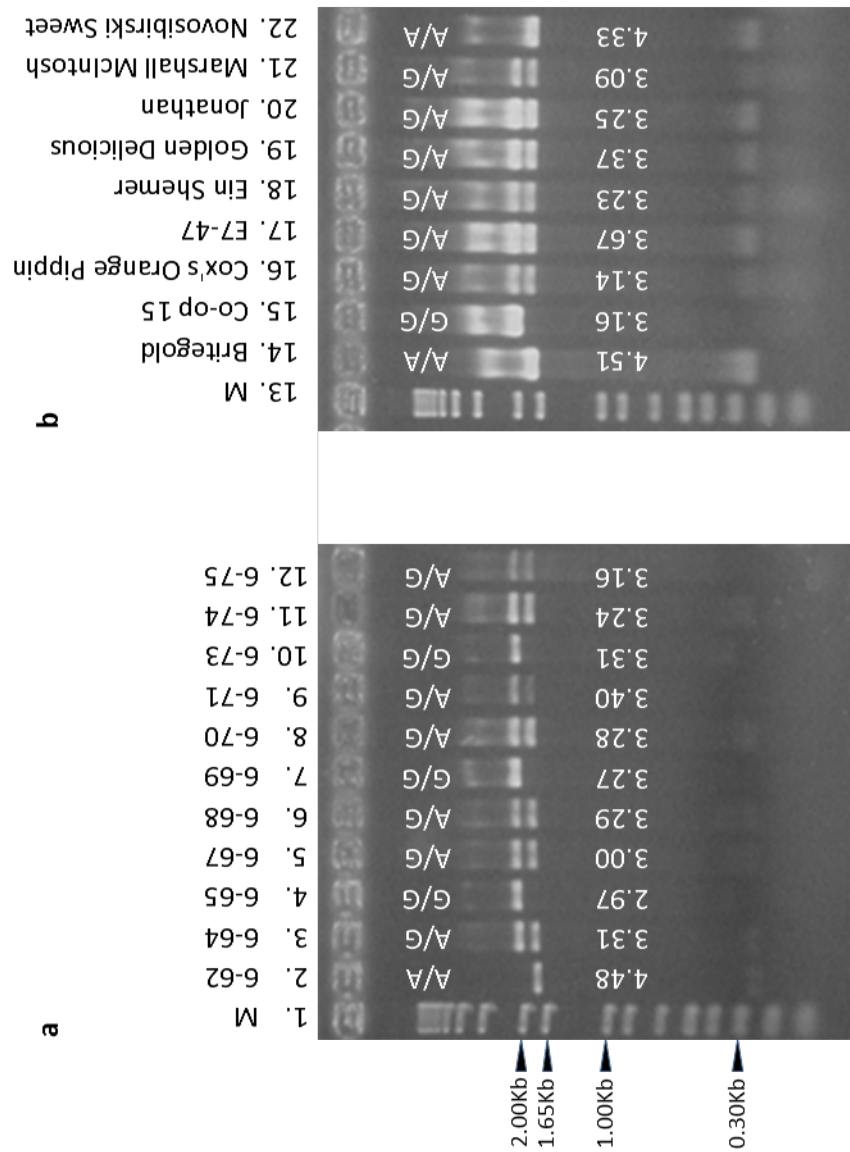 a
1. M
2. 6-62
3. 6-64
4. 6-65
5. 6-67
6. 6-68
7. 6-69
8. 6-70
9. 6-71
10. 6-73
11. 6-74
12. 6-75
2.00Kb
1.65Kb
1.00Kb
0.30Kb
A/A
A/G
G/G
A/G
A/G
G/G
A/G
A/G
G/G
A/G
A/G
4.48
3.31
2.97
3.00
3.29
3.27
3.28
3.40
3.31
3.24
3.16
b
13. M
14. Britegold
15. Co-op 15
16. Cox's Orange Pippin
17. E7-47
18. Ein Shemer
19. Golden Delicious
20. Jonathan
21. Marshall McIntosh
22. Novosibirski Sweet
A/A
G/G
A/G
A/G
A/G
A/G
A/G
A/G
A/A
4.51
3.16
3.14
3.67
3.23
3.37
3.25
3.09
4.33